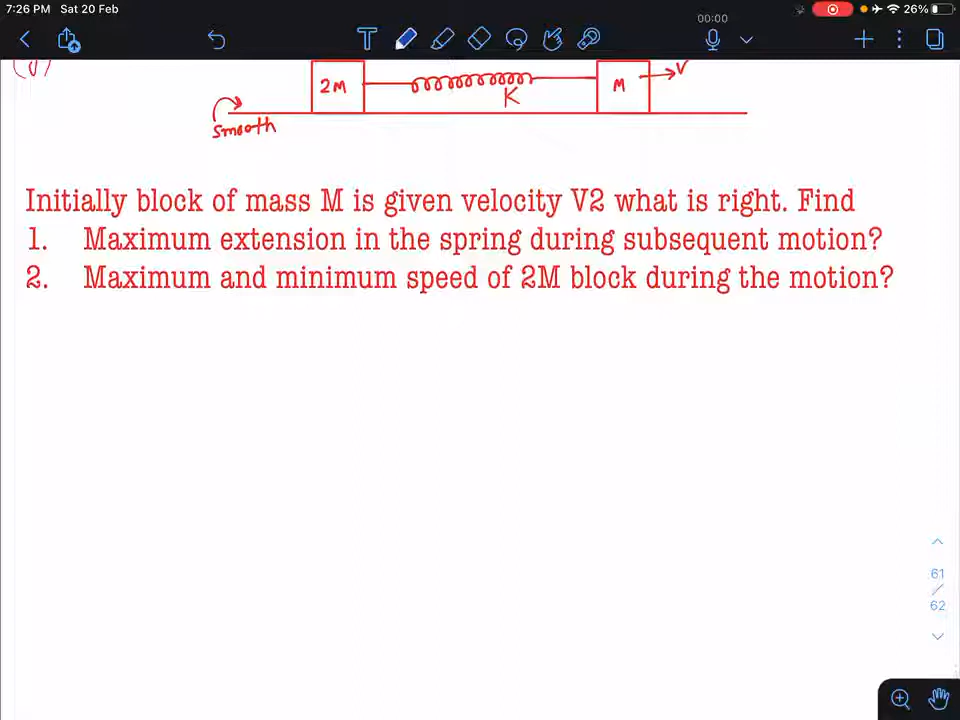 7:26 PM Sat 20 Feb
00:00
26%
2M
K
M
V
Smooth
Initially block of mass M is given velocity V2 what is right. Find
1. Maximum extension in the spring during subsequent motion?
2. Maximum and minimum speed of 2M block during the motion?
61
/
62